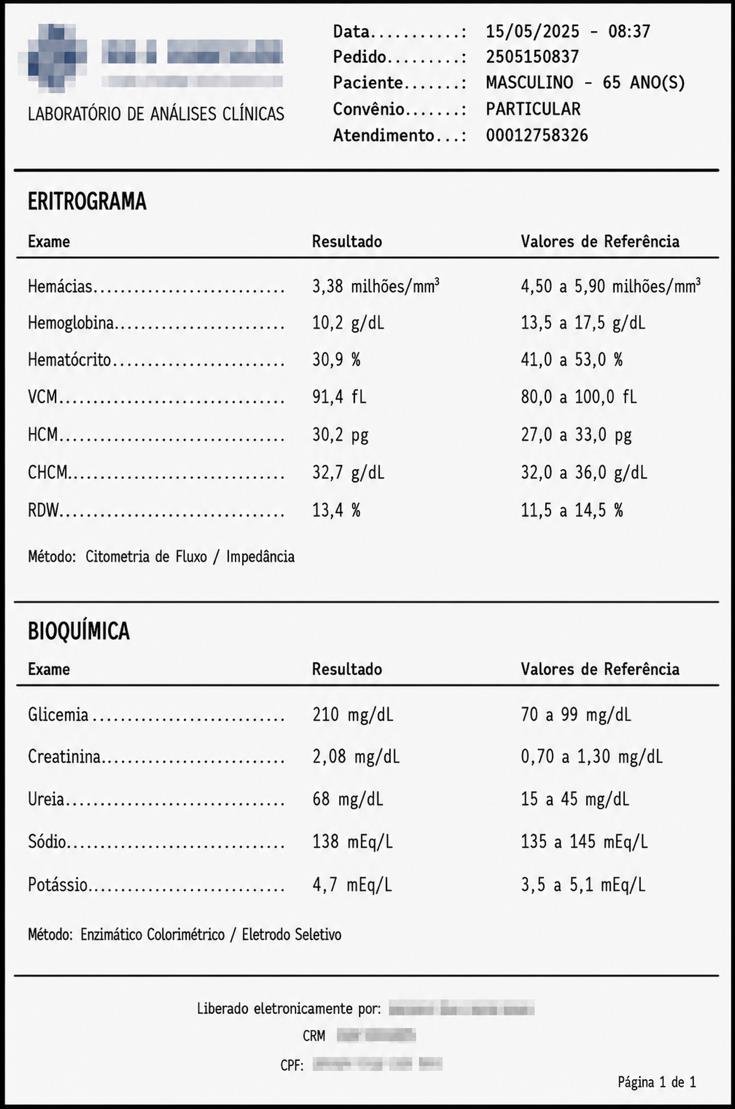 LABORATÓRIO DE ANÁLISES CLÍNICAS
Data...........: 15/05/2025 - 08:37
Pedido.........: 2505150837
Paciente.......: MASCULINO - 65 ANO(S)
Convênio.......: PARTICULAR
Atendimento...: 00012758326
ERITROGRAMA
Exame Resultado Valores de Referência
Hemácias............................ 3,38 milhões/mm³ 4,50 a 5,90 milhões/mm³
Hemoglobina......................... 10,2 g/dL 13,5 a 17,5 g/dL
Hematócrito......................... 30,9 % 41,0 a 53,0 %
VCM................................. 91,4 fL 80,0 a 100,0 fL
HCM................................. 30,2 pg 27,0 a 33,0 pg
CHCM................................ 32,7 g/dL 32,0 a 36,0 g/dL
RDW................................. 13,4 % 11,5 a 14,5 %
Método: Citometria de Fluxo / Impedância
BIOQUÍMICA
Exame Resultado Valores de Referência
Glicemia ............................ 210 mg/dL 70 a 99 mg/dL
Creatinina........................... 2,08 mg/dL 0,70 a 1,30 mg/dL
Ureia................................ 68 mg/dL 15 a 45 mg/dL
Sódio................................ 138 mEq/L 135 a 145 mEq/L
Potássio............................. 4,7 mEq/L 3,5 a 5,1 mEq/L
Método: Enzimático Colorimétrico / Eletrodo Seletivo
Liberado eletronicamente por:
CRM
CPF:
Página 1 de 1